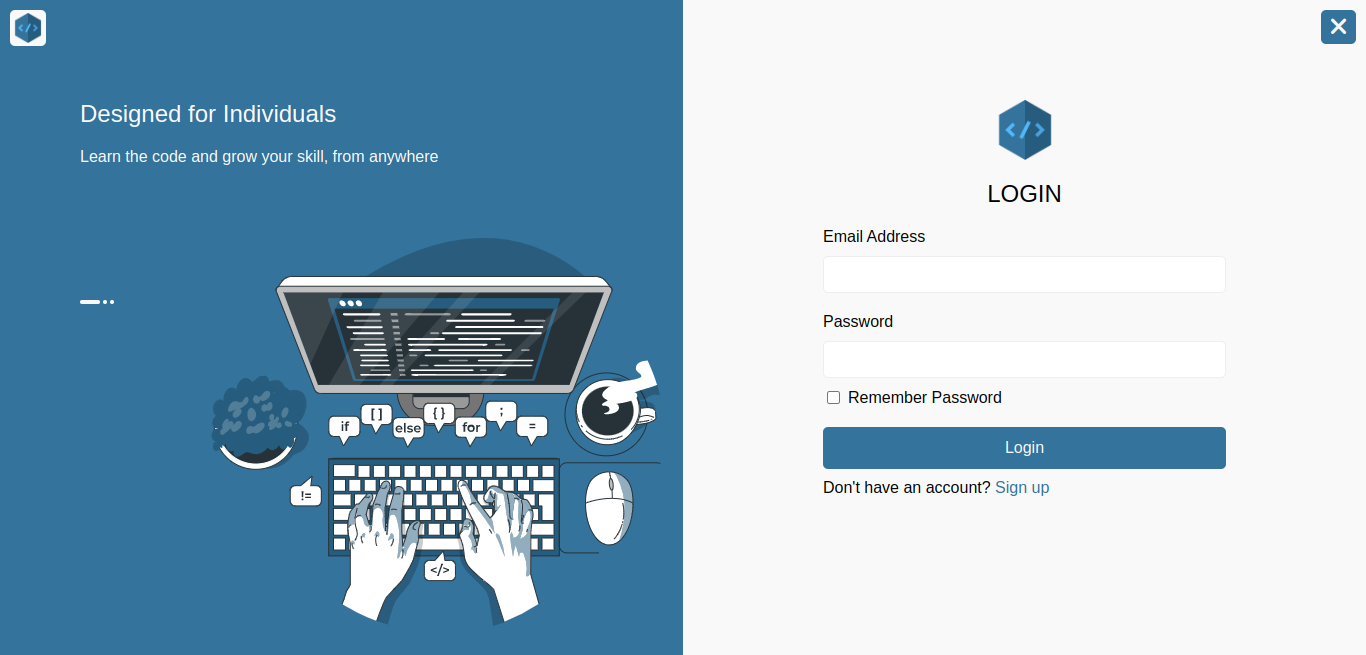 </>
Designed for Individuals
Learn the code and grow your skill, from anywhere
[ ]
{ }
;
if
else
for
=
!=
</>
</>
LOGIN
Email Address
Password
Remember Password
Login
Don't have an account? Sign up